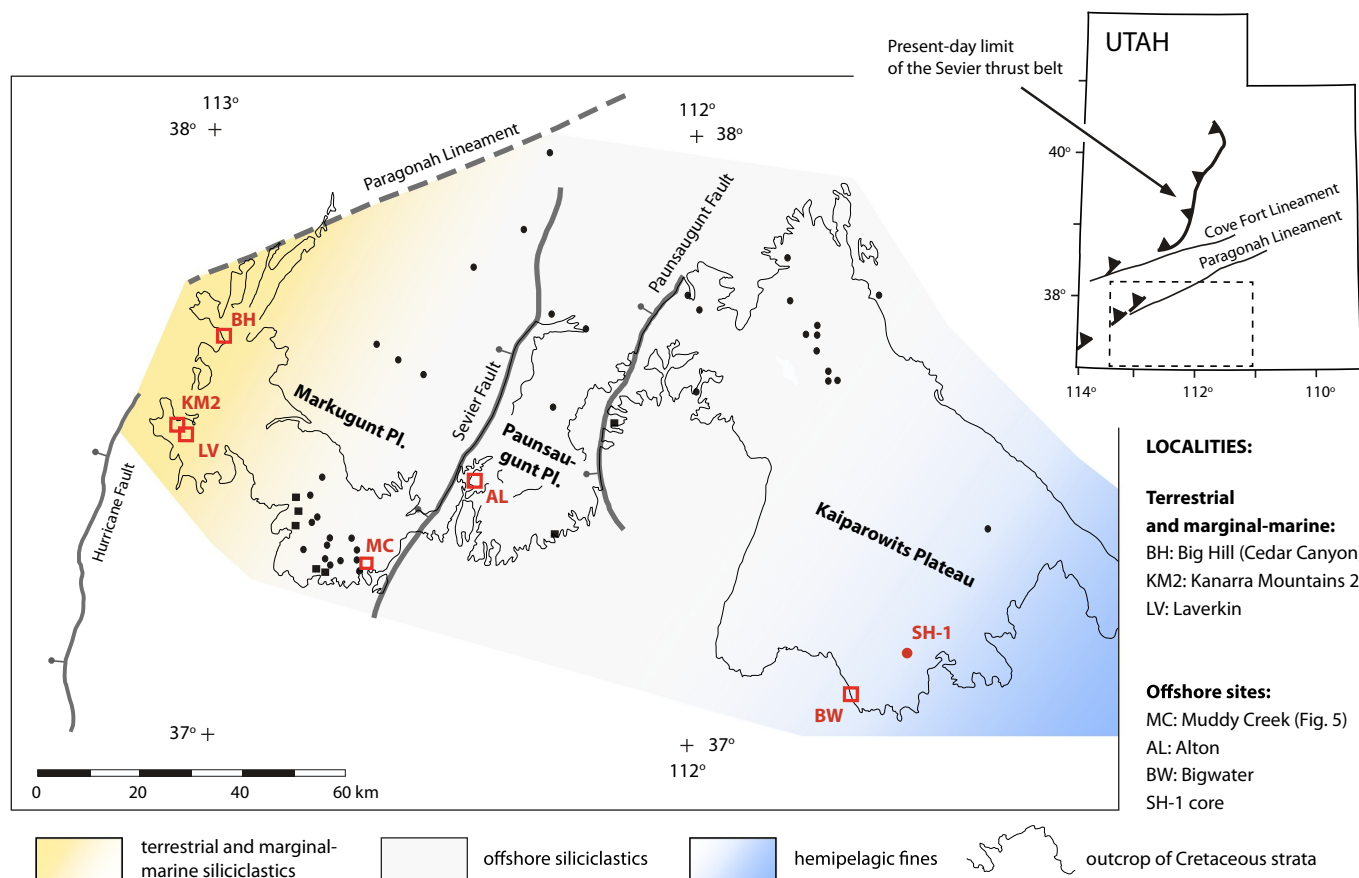 Present-day limit
of the Sevier thrust belt
UTAH
40°
38°
114°
112°
110°
Cove Fort Lineament
Paragonah Lineament
113°
38°
112°
38°
Paragonah Lineament
Paunsaugunt Fault
Sevier Fault
Hurricane Fault
BH
KM2
LV
Markugunt Pl.
Paunsau-
gunt Pl.
AL
MC
Kaiparowits Plateau
SH-1
BW
37°
37°
112°
0
20
40
60 km
LOCALITIES:
Terrestrial
and marginal-marine:
BH: Big Hill (Cedar Canyon)
KM2: Kanarra Mountains 2
LV: Laverkin
Offshore sites:
MC: Muddy Creek (Fig. 5)
AL: Alton
BW: Bigwater
SH-1 core
terrestrial and marginal-
marine siliciclastics
offshore siliciclastics
hemipelagic fines
outcrop of Cretaceous strata